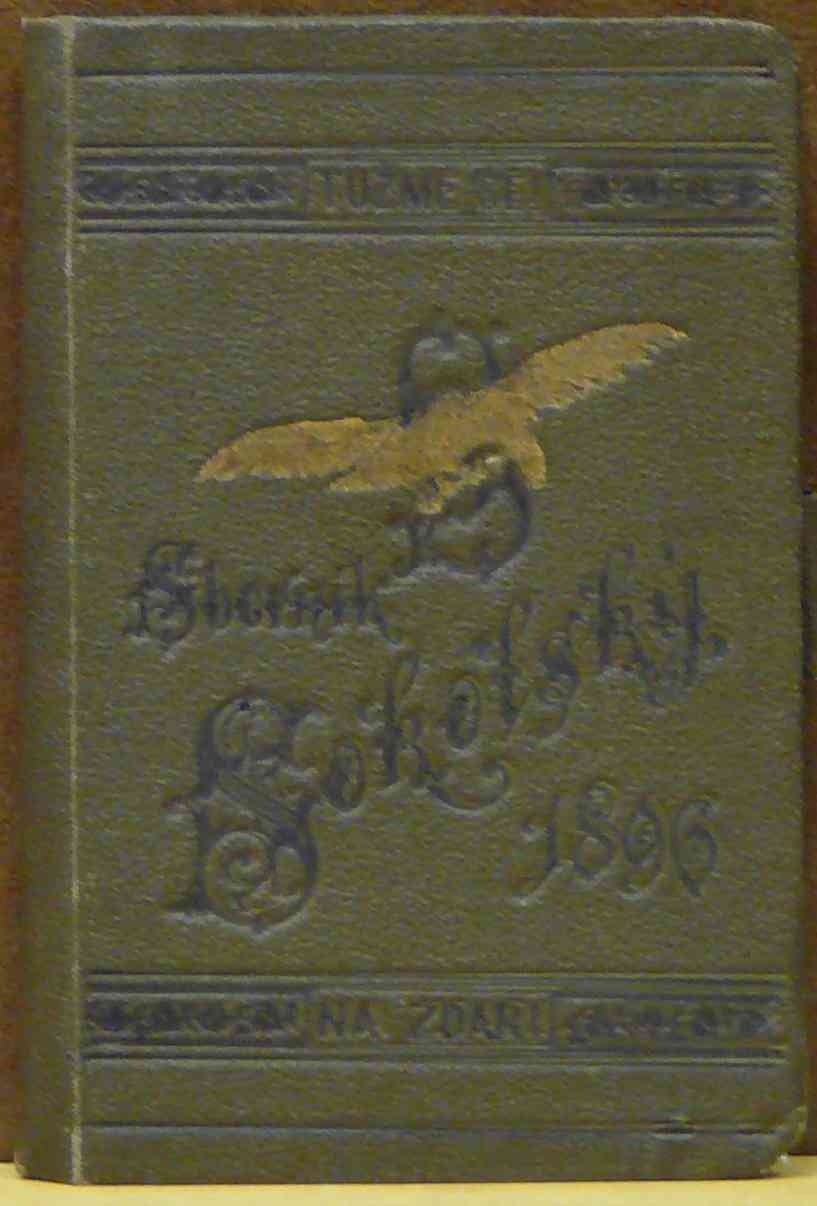 TUŽME SE!
Sborník
Sokolský
1896
NA ZDAR!